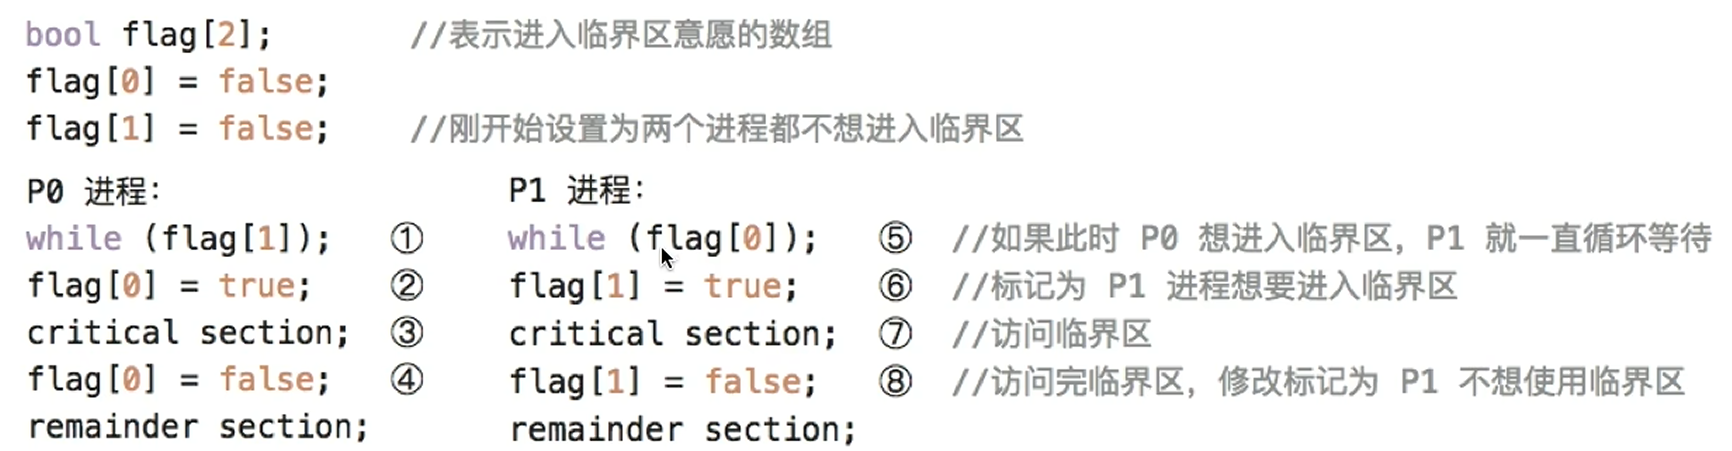 bool flag[2]; //表示进入临界区意愿的数组
flag[0] = false;
flag[1] = false; //刚开始设置为两个进程都不想进入临界区
P0 进程: P1 进程:
while (flag[1]); ① while (flag[0]); ⑤ //如果此时 P0 想进入临界区，P1 就一直循环等待
flag[0] = true; ② flag[1] = true; ⑥ //标记为 P1 进程想要进入临界区
critical section; ③ critical section; ⑦ //访问临界区
flag[0] = false; ④ flag[1] = false; ⑧ //访问完临界区，修改标记为 P1 不想使用临界区
remainder section; remainder section;